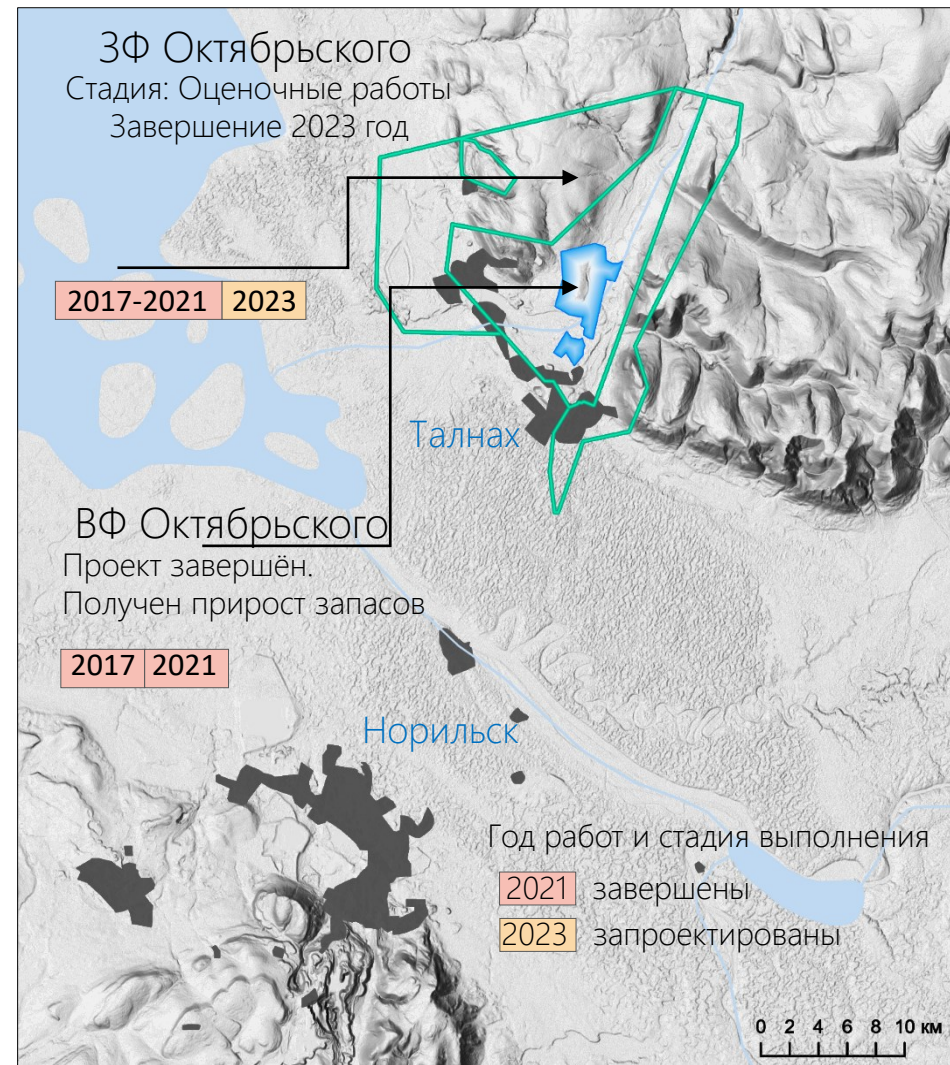 ЗФ Октябрьского
Стадия: Оценочные работы
Завершение 2023 год
2017-2021 2023
Талнах
ВФ Октябрьского
Проект завершён.
Получен прирост запасов
2017 2021
Норильск
Год работ и стадия выполнения
2021 завершены
2023 запроектированы
0 2 4 6 8 10 км